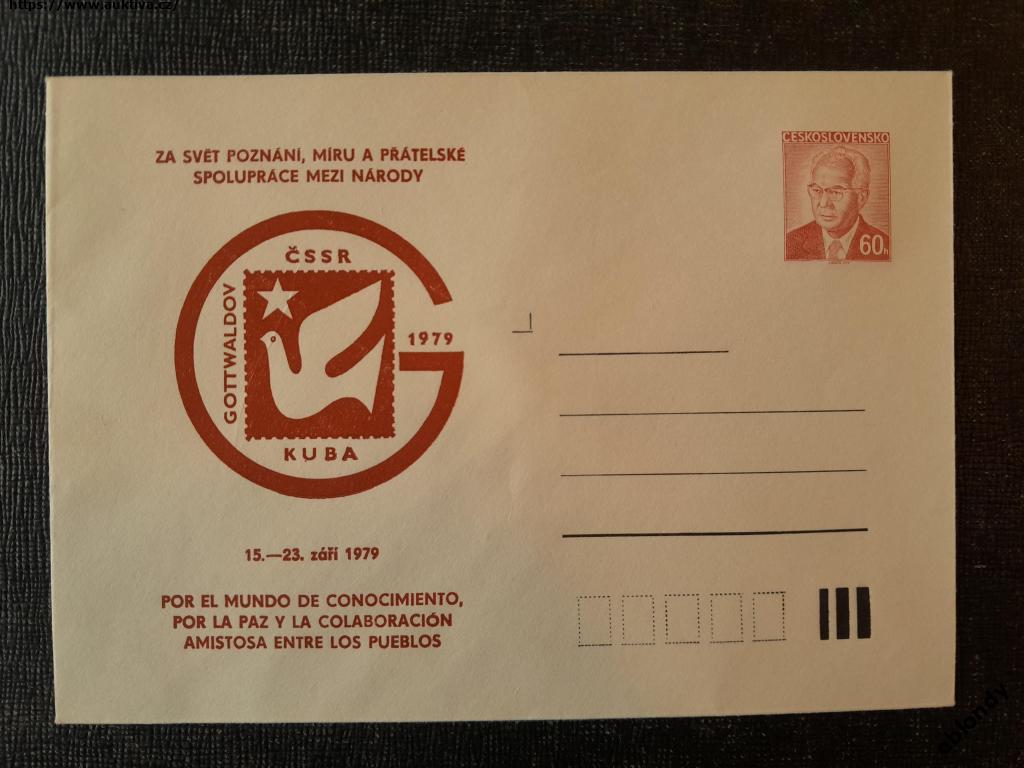 https://www.auktiva.cz/
ZA SVĚT POZNÁNÍ, MÍRU A PŘÁTELSKÉ
SPOLUPRÁCE MEZI NÁRODY
ČESKOSLOVENSKO
60h
ČSSR
GOTTWALDOV
1979
KUBA
15.—23. září 1979
POR EL MUNDO DE CONOCIMIENTO,
POR LA PAZ Y LA COLABORACIÓN
AMISTOSA ENTRE LOS PUEBLOS
eblondy